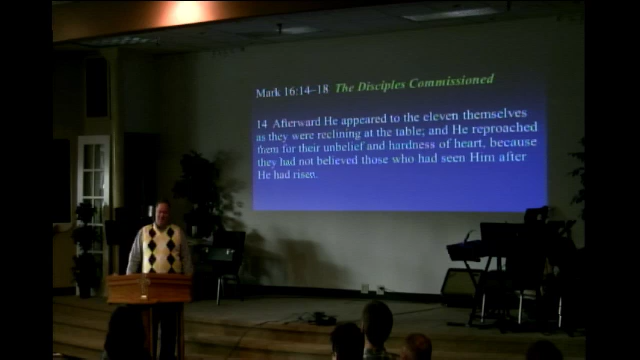 Mark 16:14–18 The Disciples Commissioned
14 Afterward He appeared to the eleven themselves
as they were reclining at the table; and He reproached
them for their unbelief and hardness of heart, because
they had not believed those who had seen Him after
He had risen.